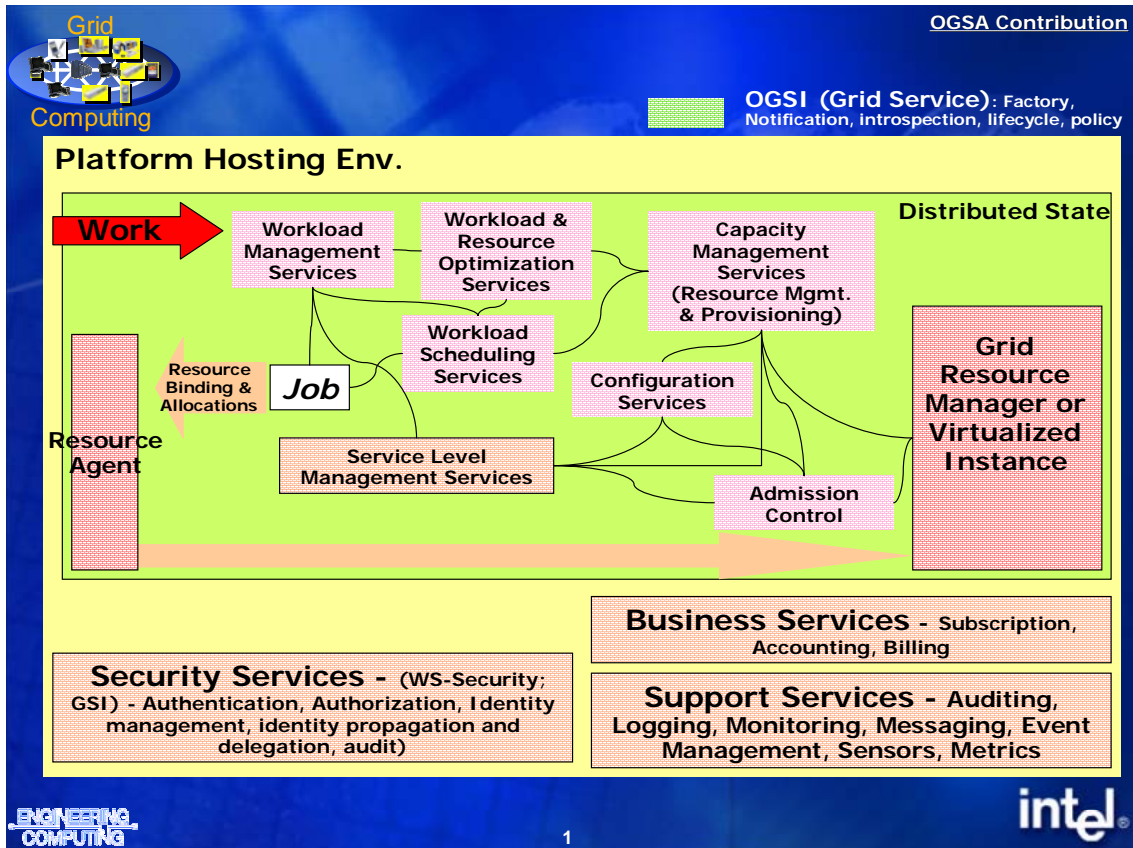 Grid
Computing
OGSA Contribution
OGSI (Grid Service): Factory,
Notification, introspection, lifecycle, policy
Platform Hosting Env.
Distributed State
Work
Workload
Management
Services
Workload &
Resource
Optimization
Services
Capacity
Management
Services
(Resource Mgmt.
& Provisioning)
Workload
Scheduling
Services
Resource
Binding &
Allocations
Job
Configuration
Services
Grid
Resource
Manager or
Virtualized
Instance
Resource
Agent
Service Level
Management Services
Admission
Control
Business Services - Subscription,
Accounting, Billing
Security Services - (WS-Security;
GSI) - Authentication, Authorization, Identity
management, identity propagation and
delegation, audit)
Support Services - Auditing,
Logging, Monitoring, Messaging, Event
Management, Sensors, Metrics
ENGINEERING
COMPUTING
1
intel®